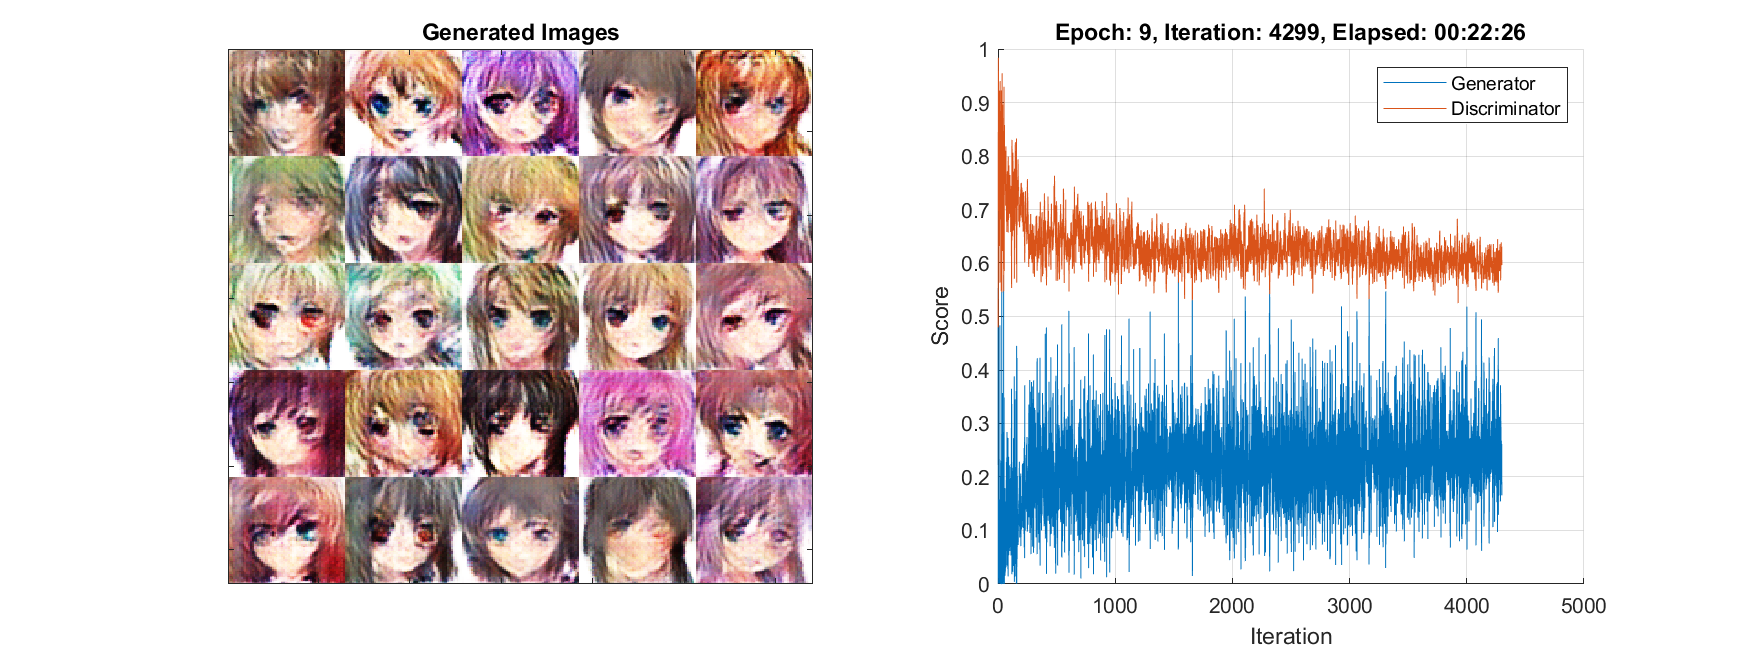 Generated Images
Epoch: 9, Iteration: 4299, Elapsed: 00:22:26
Generator
Discriminator
1
0.9
0.8
0.7
0.6
0.5
0.4
0.3
0.2
0.1
0
Score
0 1000 2000 3000 4000 5000
Iteration